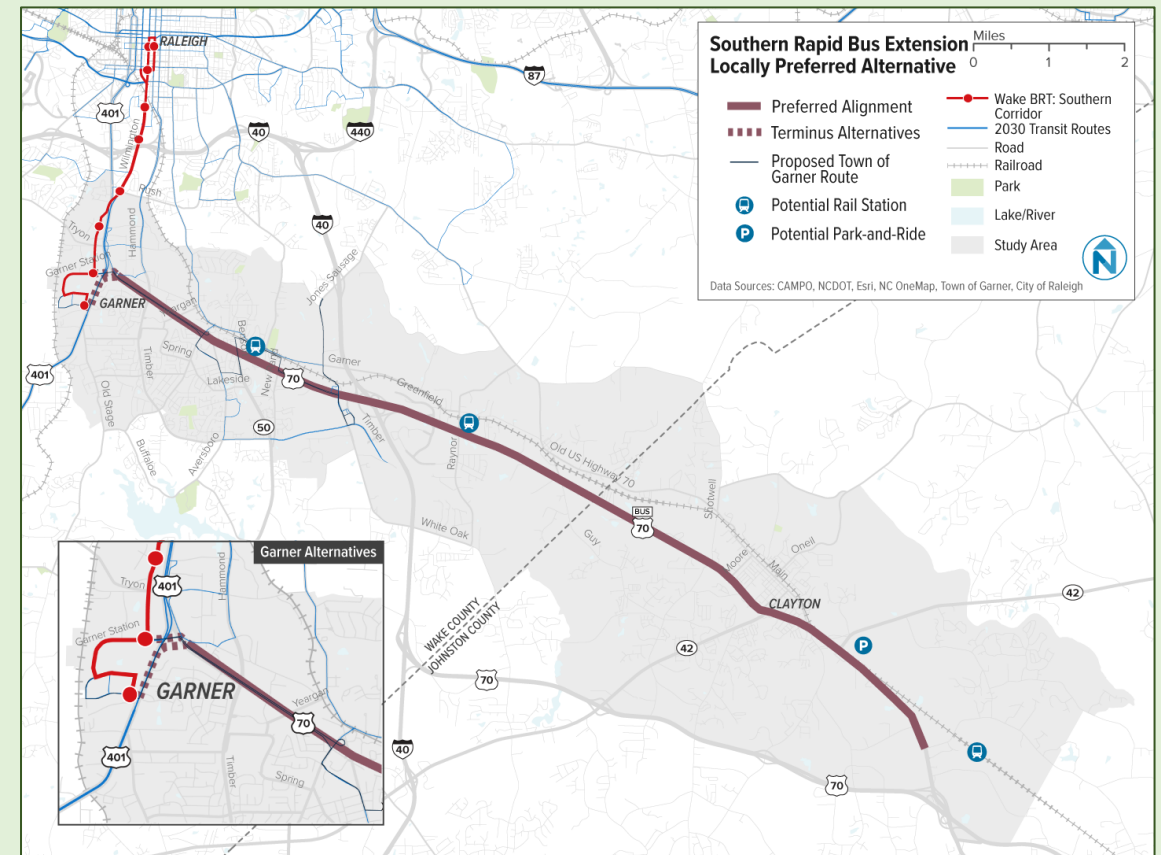 Southern Rapid Bus Extension
Locally Preferred Alternative
Miles
0 1 2
Preferred Alignment
Terminus Alternatives
Proposed Town of
Garner Route
Potential Rail Station
P Potential Park-and-Ride
Wake BRT: Southern
Corridor
2030 Transit Routes
Road
Railroad
Park
Lake/River
Study Area
N
Data Sources: CAMPO, NCDOT, Esri, NC OneMap, Town of Garner, City of Raleigh
RALEIGH
87
401
40
440
Wilmington
Rush
40
Tryon
Hammond
Garner Station
Jones Sausage
GARNER
Yeargan
Spring
Timber
Garner
Lakeside
70
401
Old Stage
Greenfield
50
Timber
Buffaloe
Aversboro
Raynor
Old US Highway 70
Shotwell
White Oak
BUS
70
Guy
Moore
Oneil
Main
CLAYTON
42
WAKE COUNTY
JOHNSTON COUNTY
42
P
70
40
70
Garner Alternatives
Tryon
401
Hammond
Garner Station
GARNER
Yeargan
70
401
Timber
Spring